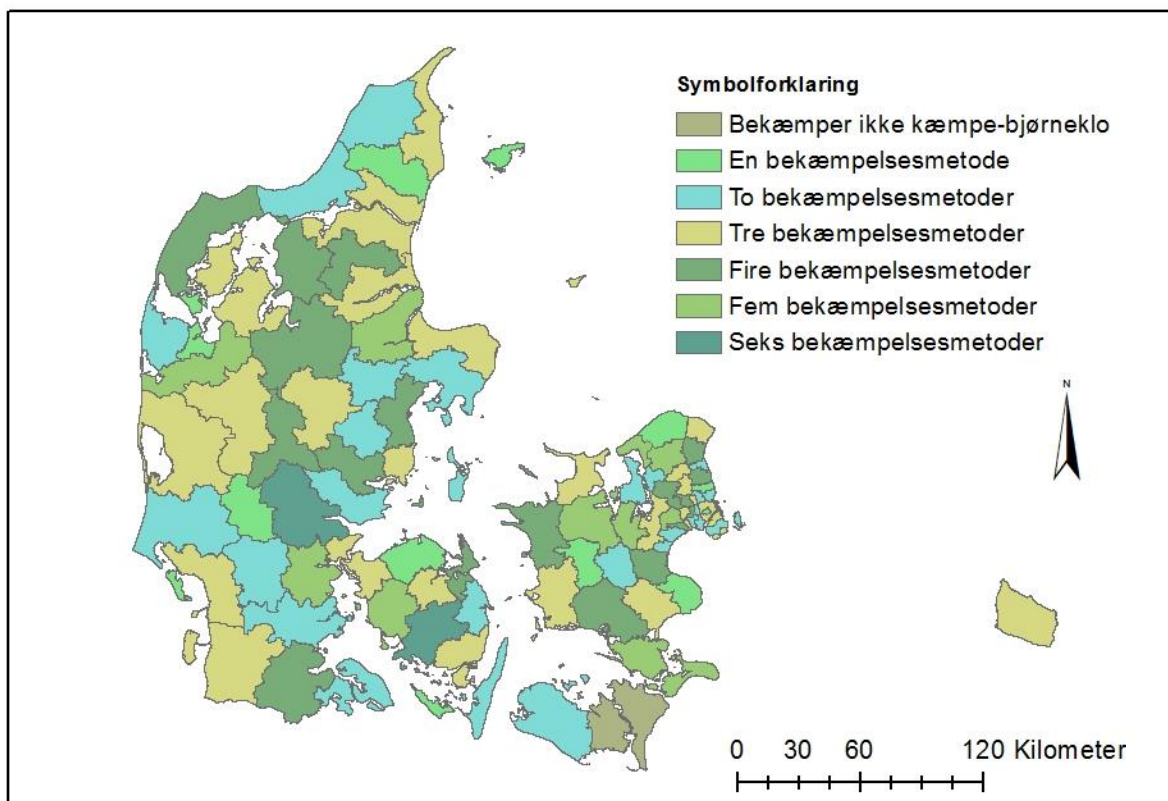 Symbolforklaring
Bekæmper ikke kæmpe-bjørneklo
En bekæmpelsesmetode
To bekæmpelsesmetoder
Tre bekæmpelsesmetoder
Fire bekæmpelsesmetoder
Fem bekæmpelsesmetoder
Seks bekæmpelsesmetoder
N
0 30 60 120 Kilometer